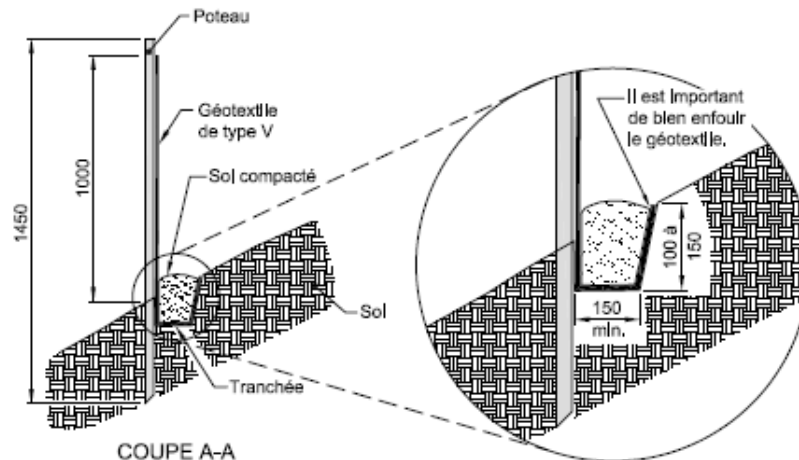 Poteau
Géotextile
de type V
Sol compacté
1000
1450
Sol
Tranchée
COUPE A-A
Il est important
de bien enfouir
le géotextile.
100 à
150
150
min.